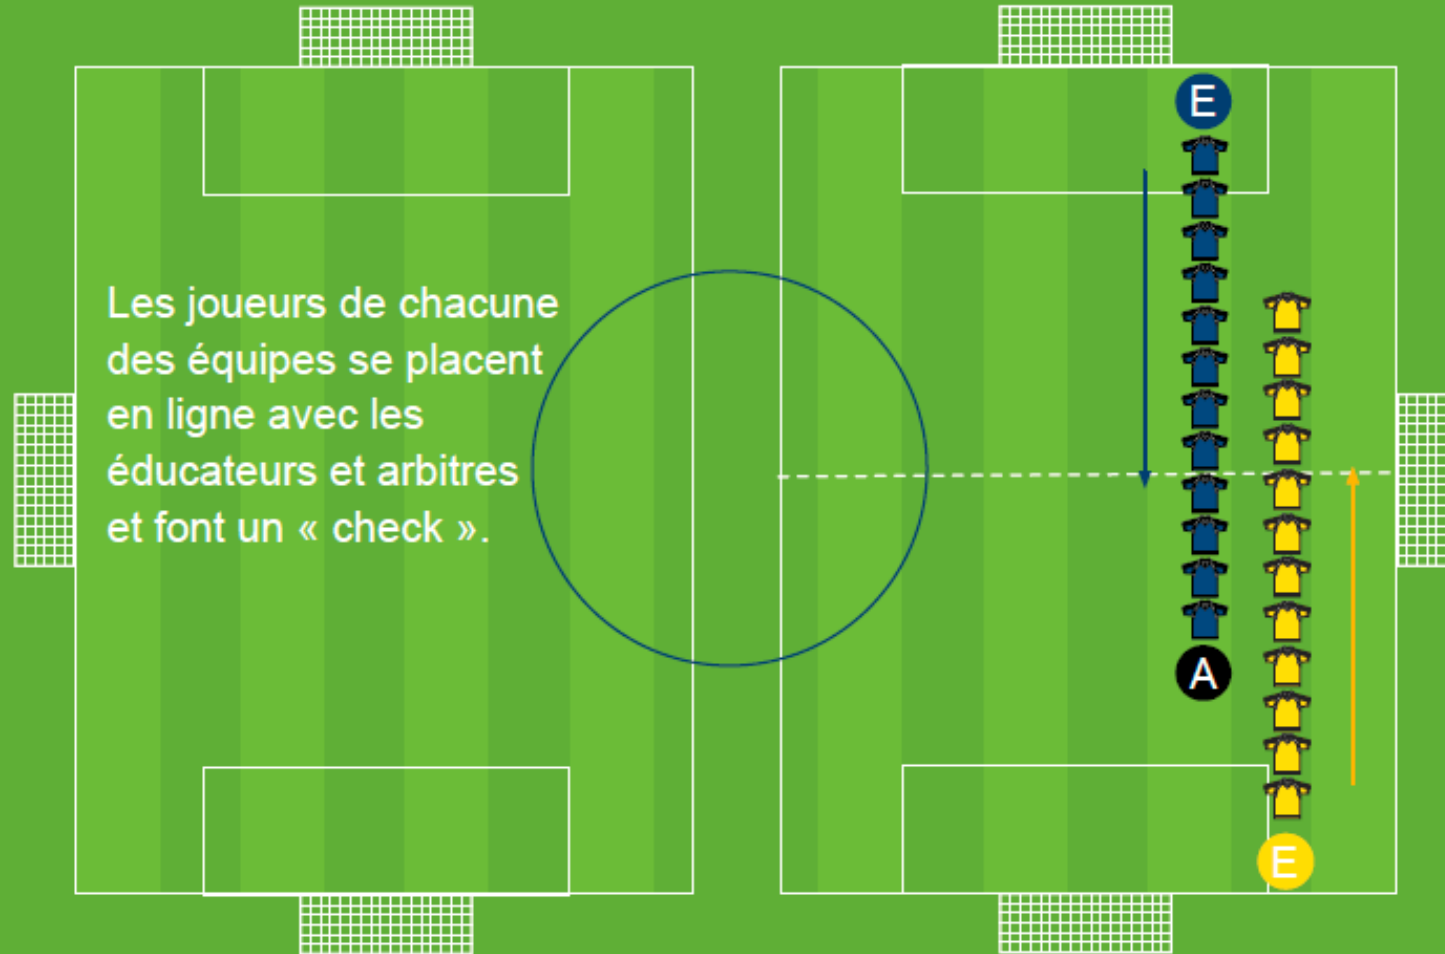 Les joueurs de chacune
des équipes se placent
en ligne avec les
éducateurs et arbitres
et font un « check ».
E
A
E